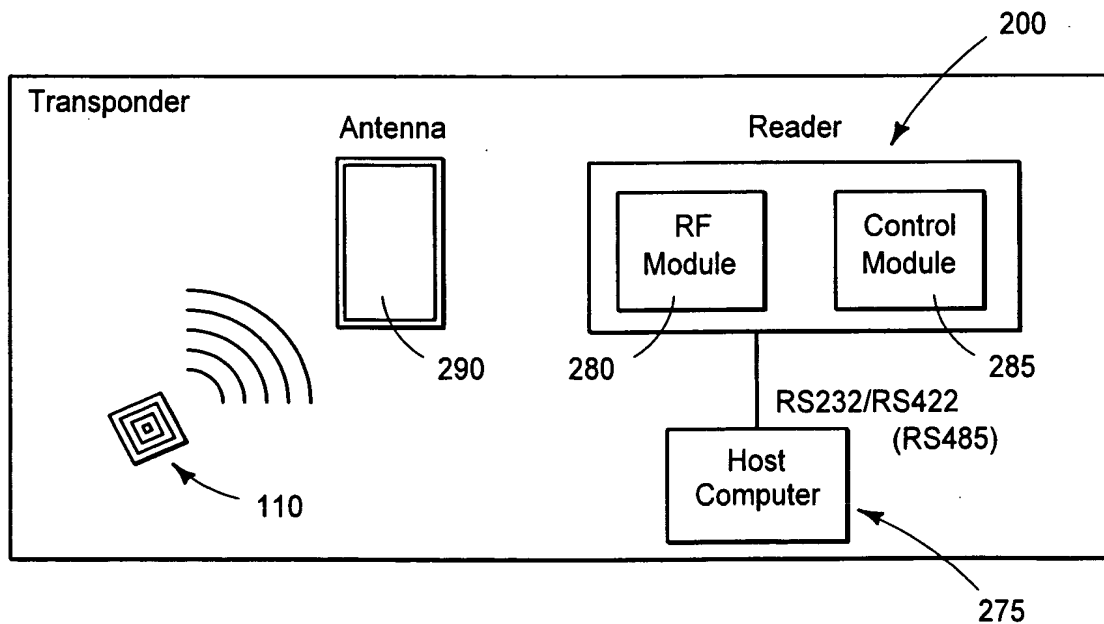 200
Transponder
Antenna
Reader
RF
Module
Control
Module
290
280
285
RS232/RS422
(RS485)
Host
Computer
110
275